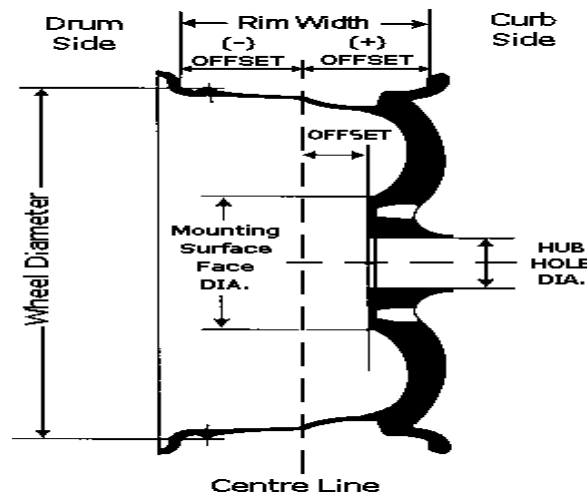 Drum
Side
Rim Width
Curb
Side
(-)
OFFSET
(+)
OFFSET
OFFSET
Wheel Diameter
Mounting
Surface
Face
DIA.
HUB
HOLE
DIA.
Centre Line